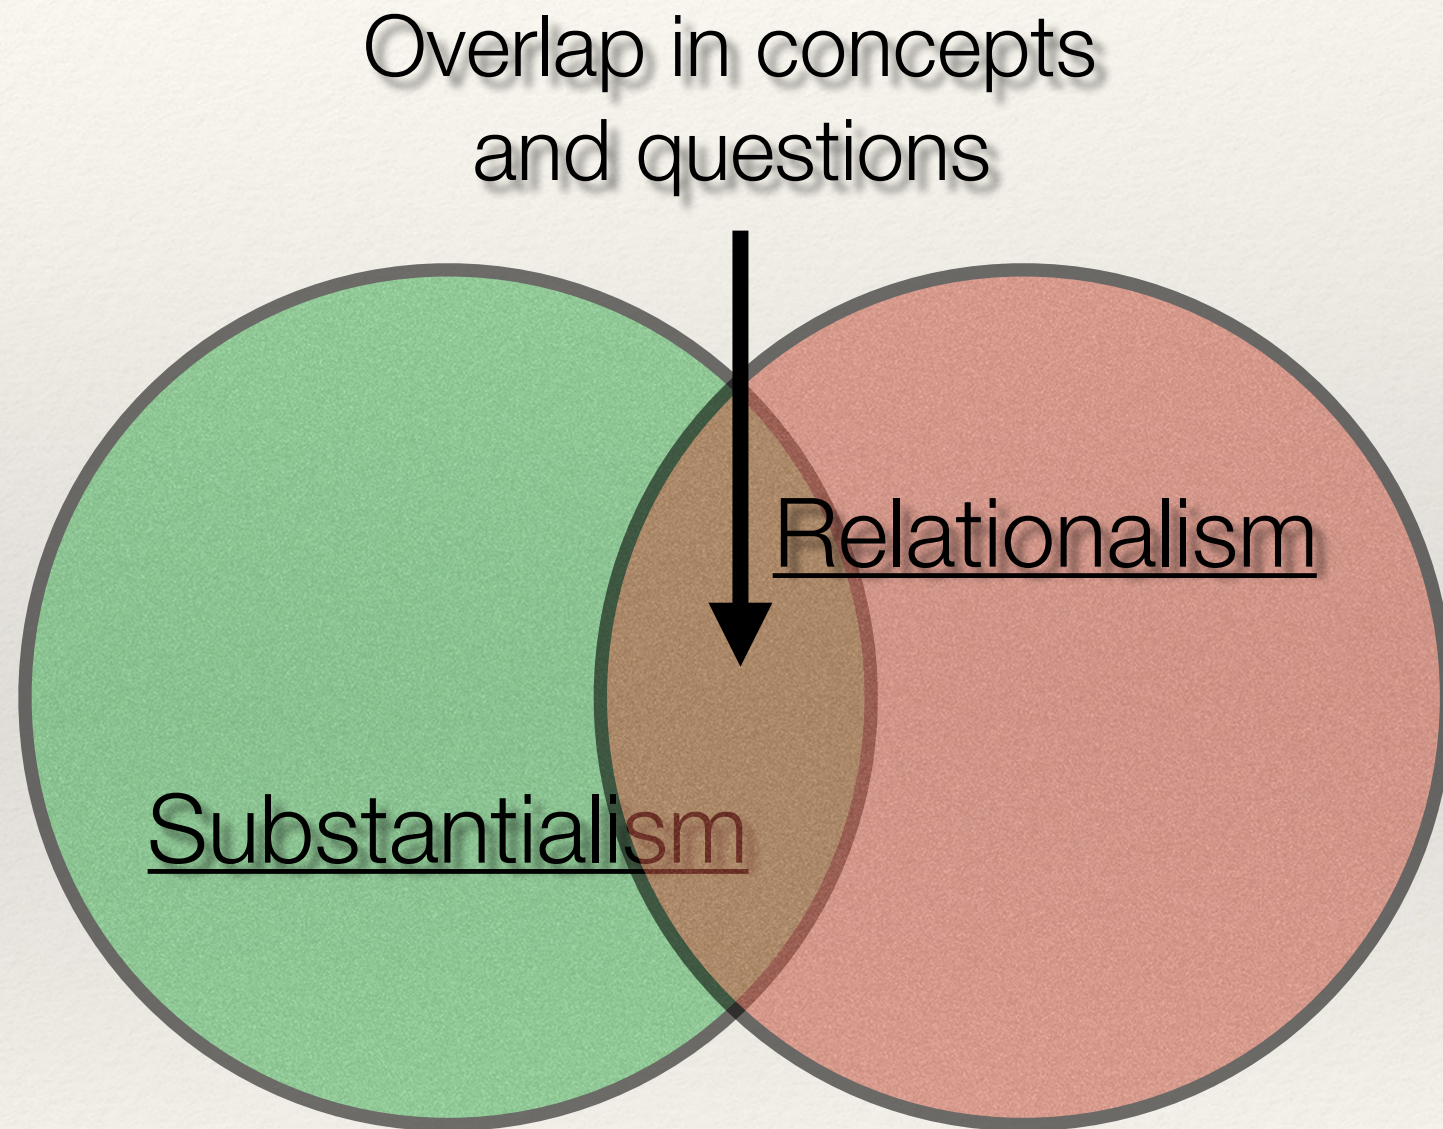 Overlap in concepts
and questions
Relationalism
Substantialism